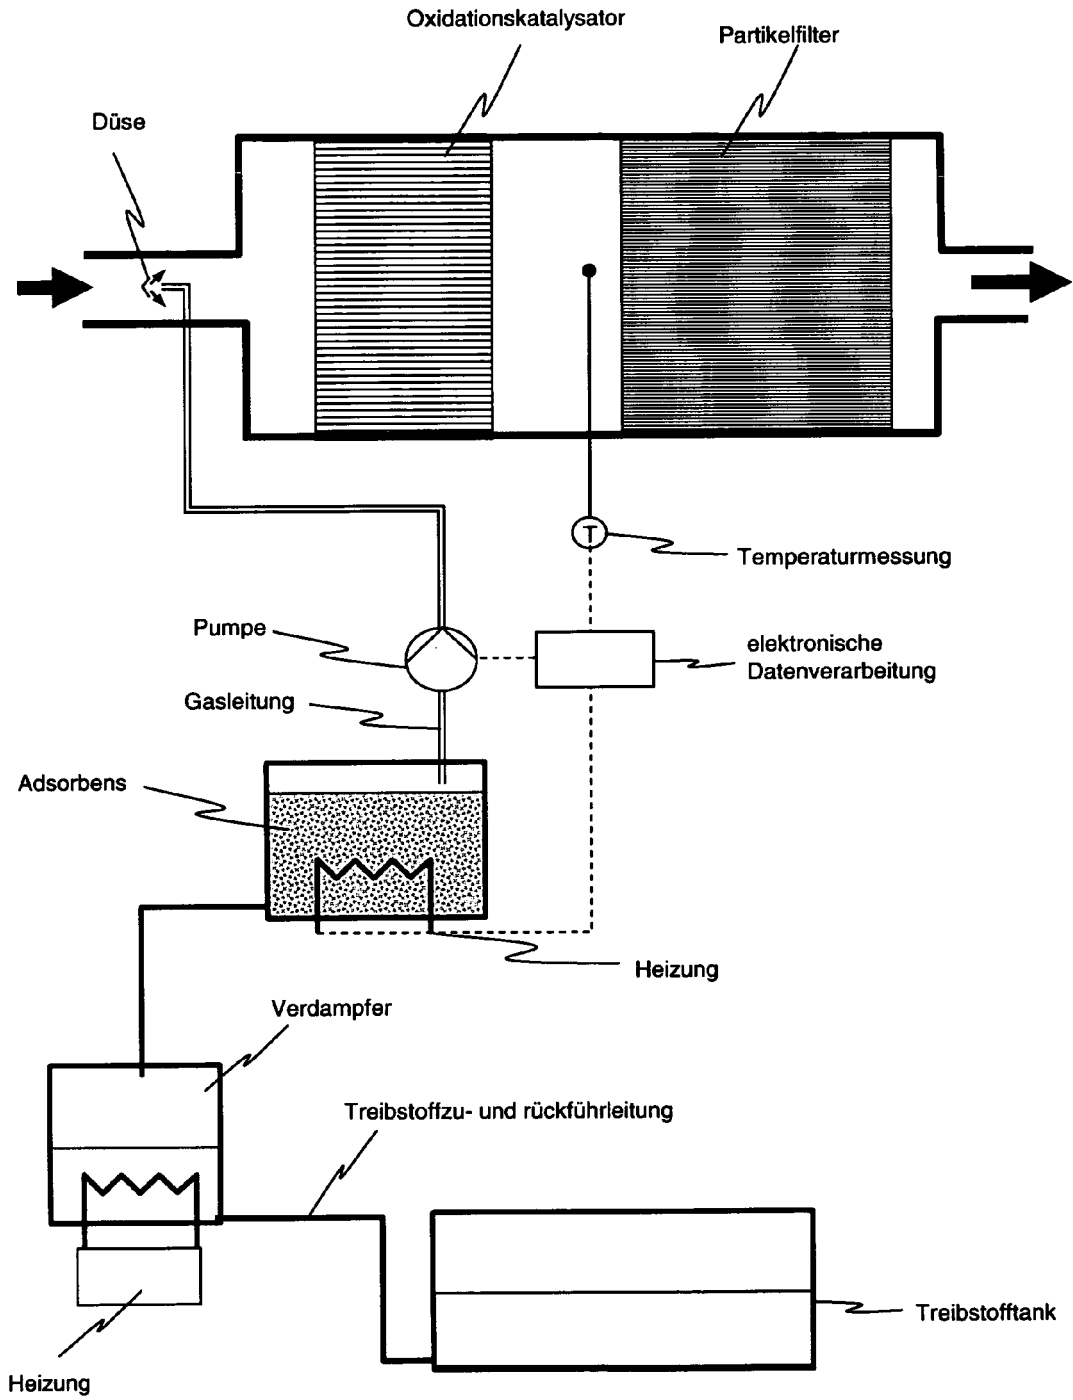 Oxidationskatalysator
Partikelfilter
Düse
T
Temperaturmessung
Pumpe
elektronische
Datenverarbeitung
Gasleitung
Adsorbens
Heizung
Verdampfer
Treibstoffzu- und rückführleitung
Treibstofftank
Heizung